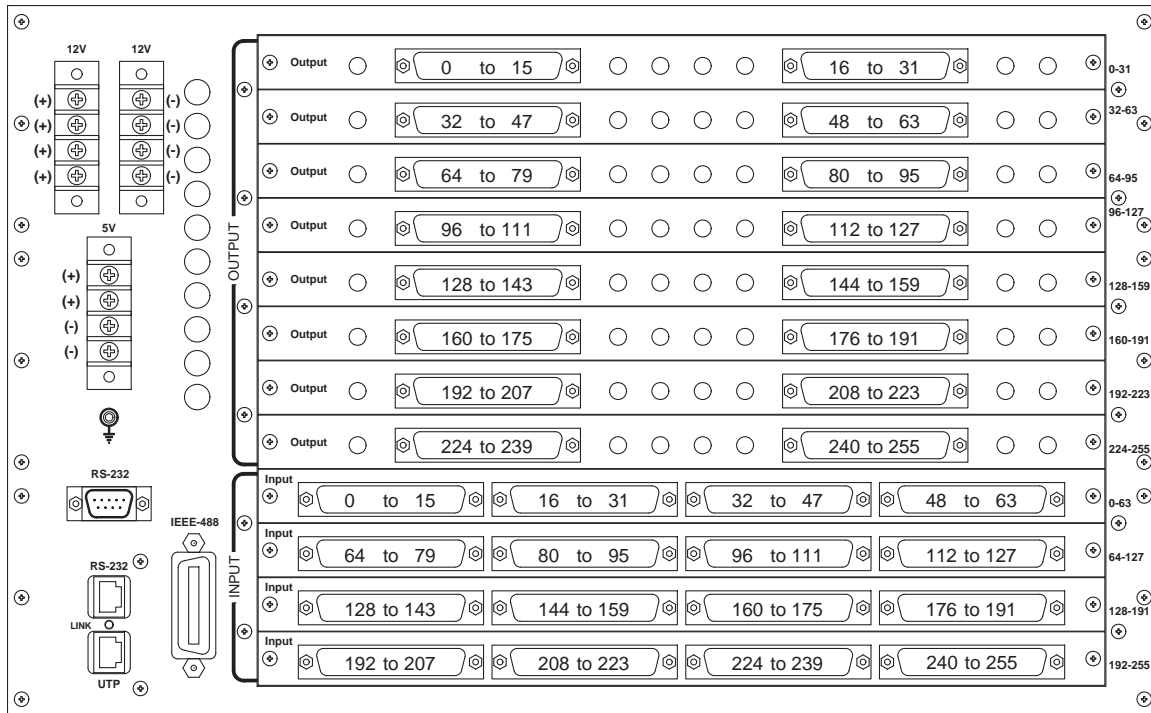 12V 12V
(+) (-)
(+) (-)
(+) (-)
(+) (-)
5V
(+)
(+)
(-)
(-)
RS-232
IEEE-488
RS-232
LINK
UTP
OUTPUT
Output 0 to 15 16 to 31 0-31
Output 32 to 47 48 to 63 32-63
Output 64 to 79 80 to 95 64-95
Output 96 to 111 112 to 127 96-127
Output 128 to 143 144 to 159 128-159
Output 160 to 175 176 to 191 160-191
Output 192 to 207 208 to 223 192-223
Output 224 to 239 240 to 255 224-255
INPUT
Input 0 to 15 16 to 31 32 to 47 48 to 63 0-63
Input 64 to 79 80 to 95 96 to 111 112 to 127 64-127
Input 128 to 143 144 to 159 160 to 175 176 to 191 128-191
Input 192 to 207 208 to 223 224 to 239 240 to 255 192-255